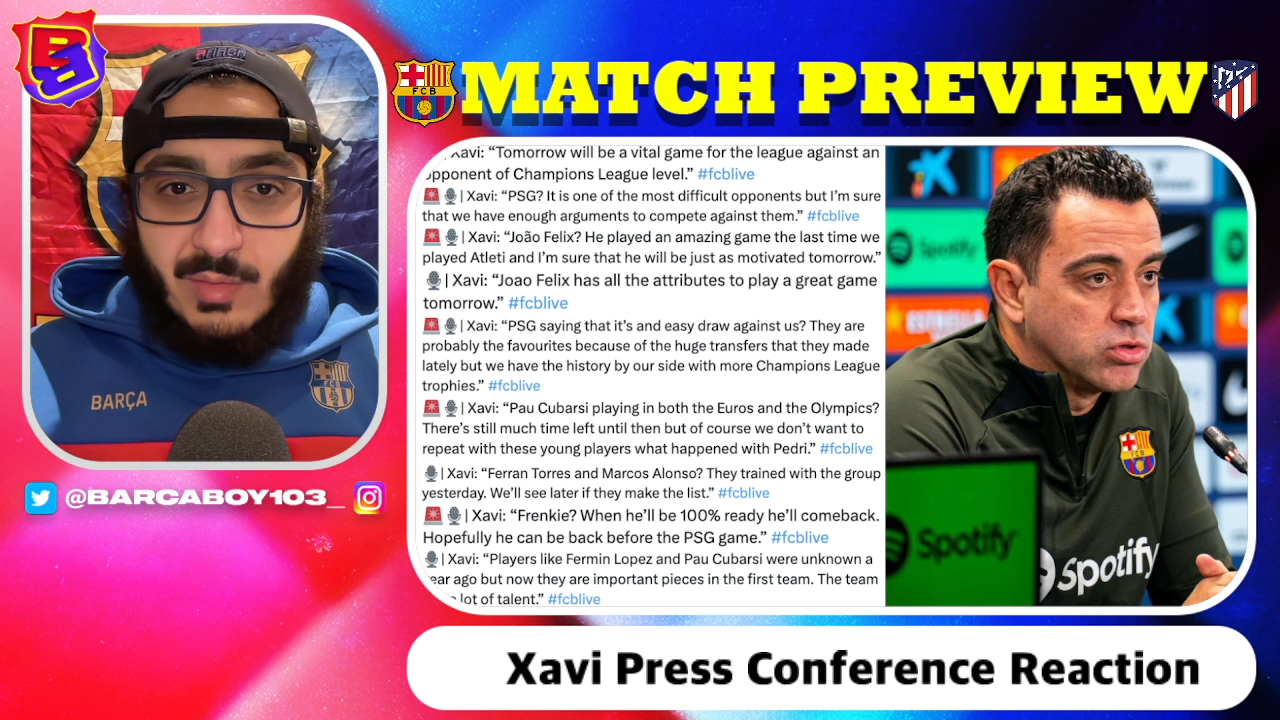 MATCH PREVIEW
FCB
Xavi: “Tomorrow will be a vital game for the league against an
opponent of Champions League level.” #fcblive
| Xavi: “PSG? It is one of the most difficult opponents but I’m sure
that we have enough arguments to compete against them.” #fcblive
| Xavi: “João Felix? He played an amazing game the last time we
played Atleti and I’m sure that he will be just as motivated tomorrow.”
| Xavi: “Joao Felix has all the attributes to play a great game
tomorrow.” #fcblive
| Xavi: “PSG saying that it’s and easy draw against us? They are
probably the favourites because of the huge transfers that they made
lately but we have the history by our side with more Champions League
trophies.” #fcblive
| Xavi: “Pau Cubarsi playing in both the Euros and the Olympics?
There’s still much time left until then but of course we don’t want to
repeat with these young players what happened with Pedri.” #fcblive
| Xavi: “Ferran Torres and Marcos Alonso? They trained with the group
yesterday. We’ll see later if they make the list.” #fcblive
| Xavi: “Frenkie? When he’ll be 100% ready he’ll comeback.
Hopefully he can be back before the PSG game.” #fcblive
| Xavi: “Players like Fermin Lopez and Pau Cubarsi were unknown a
year ago but now they are important pieces in the first team. The team
lot of talent.” #fcblive
Spotify
Spotify
Spotify
BARÇA
@BARCABOY103_
Xavi Press Conference Reaction